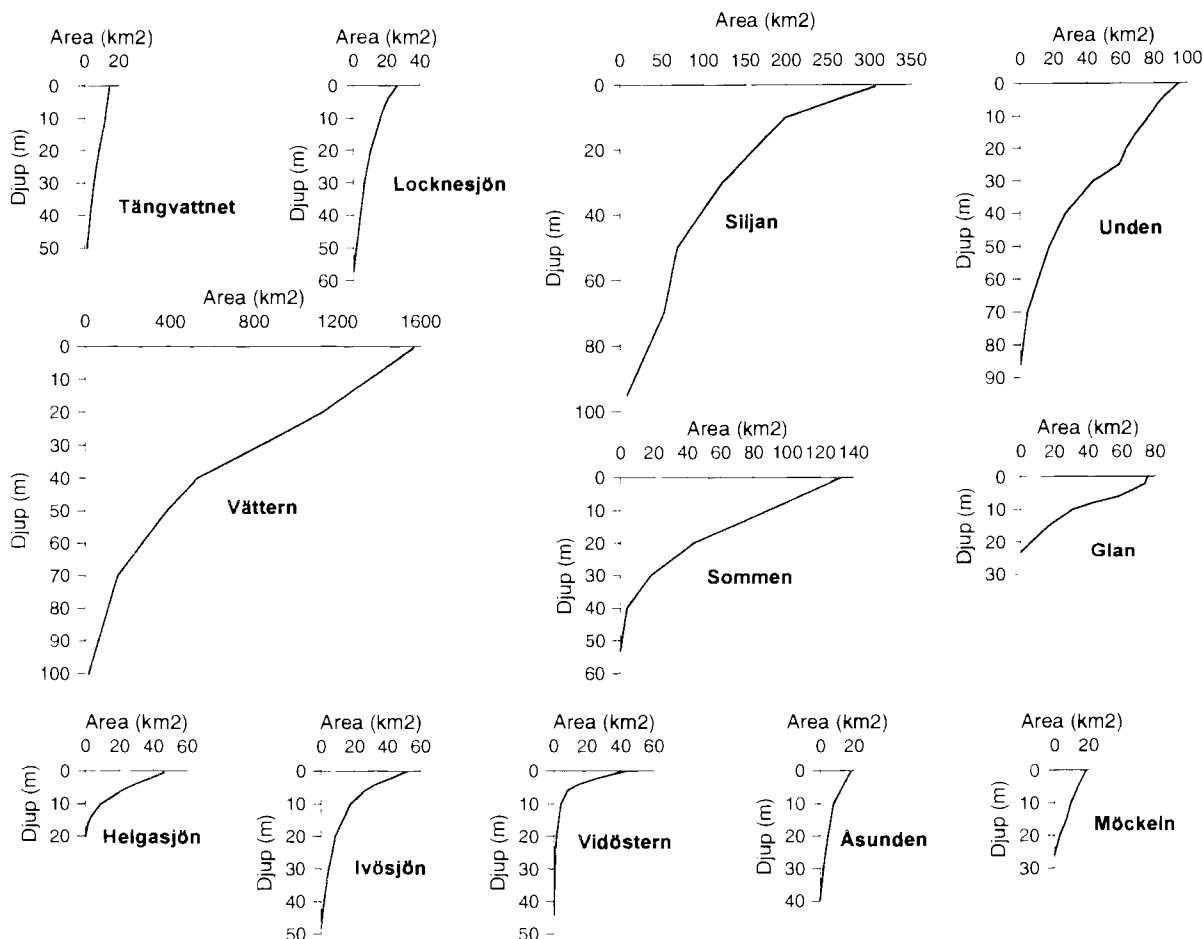 Area (km2)
0 20
0
10
20
30
40
50
Djup (m)
Tängvattnet
Area (km2)
0 20 40
0
10
20
30
40
50
60
Djup (m)
Locknesjön
Area (km2)
0 50 100 150 200 250 300 350
0
20
40
60
80
100
Djup (m)
Siljan
Area (km2)
0 20 40 60 80 100
0
10
20
30
40
50
60
70
80
90
Djup (m)
Unden
Area (km2)
0 400 800 1200 1600
0
10
20
30
40
50
60
70
80
90
100
Djup (m)
Vättern
Area (km2)
0 20 40 60 80 100 120 140
0
10
20
30
40
50
60
Djup (m)
Sommen
Area (km2)
0 20 40 60 80
0
10
20
30
Djup (m)
Glan
Area (km2)
0 20 40 60
0
10
20
Djup (m)
Helgasjön
Area (km2)
0 20 40 60
0
10
20
30
40
50
Djup (m)
Ivösjön
Area (km2)
0 20 40 60
0
10
20
30
40
50
Djup (m)
Vidöstern
Area (km2)
0 20
0
10
20
30
40
Djup (m)
Åsunden
Area (km2)
0 20
0
10
20
30
Djup (m)
Möckeln